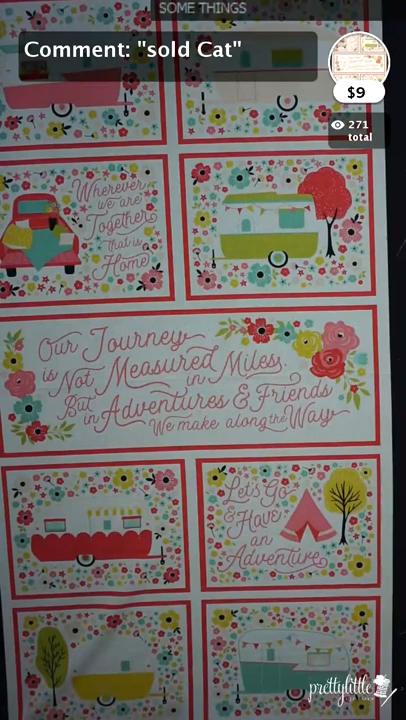 SOME THINGS
Comment: "sold Cat"
$9
271
total
Wherever
we are
Together
that is
Home
Our Journey
is Not Measured in Miles,
But in Adventures & Friends
We make along the Way
Let's Go
& Have
an
Adventure
prettylittle